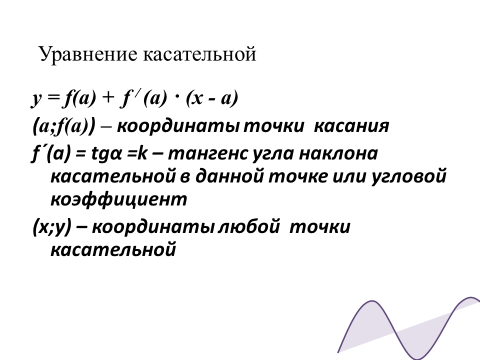 Уравнение касательной
y = f(a) + f ′ (a) · (x - a)
(a;f(a)) – координаты точки касания
f´(a) = tgα =k – тангенс угла наклона
касательной в данной точке или угловой
коэффициент
(x;y) – координаты любой точки
касательной